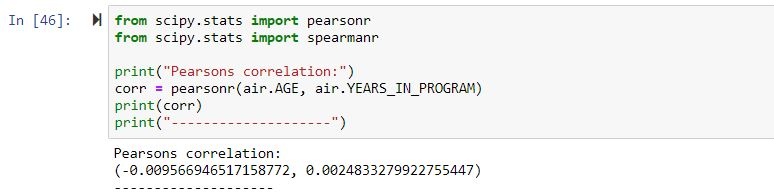 In [46]:
from scipy.stats import pearsonr
from scipy.stats import spearmanr
print("Pearsons correlation:")
corr = pearsonr(air.AGE, air.YEARS_IN_PROGRAM)
print(corr)
print("--------------------")
Pearsons correlation:
(-0.009566946517158772, 0.0024833279922755447)
--------------------